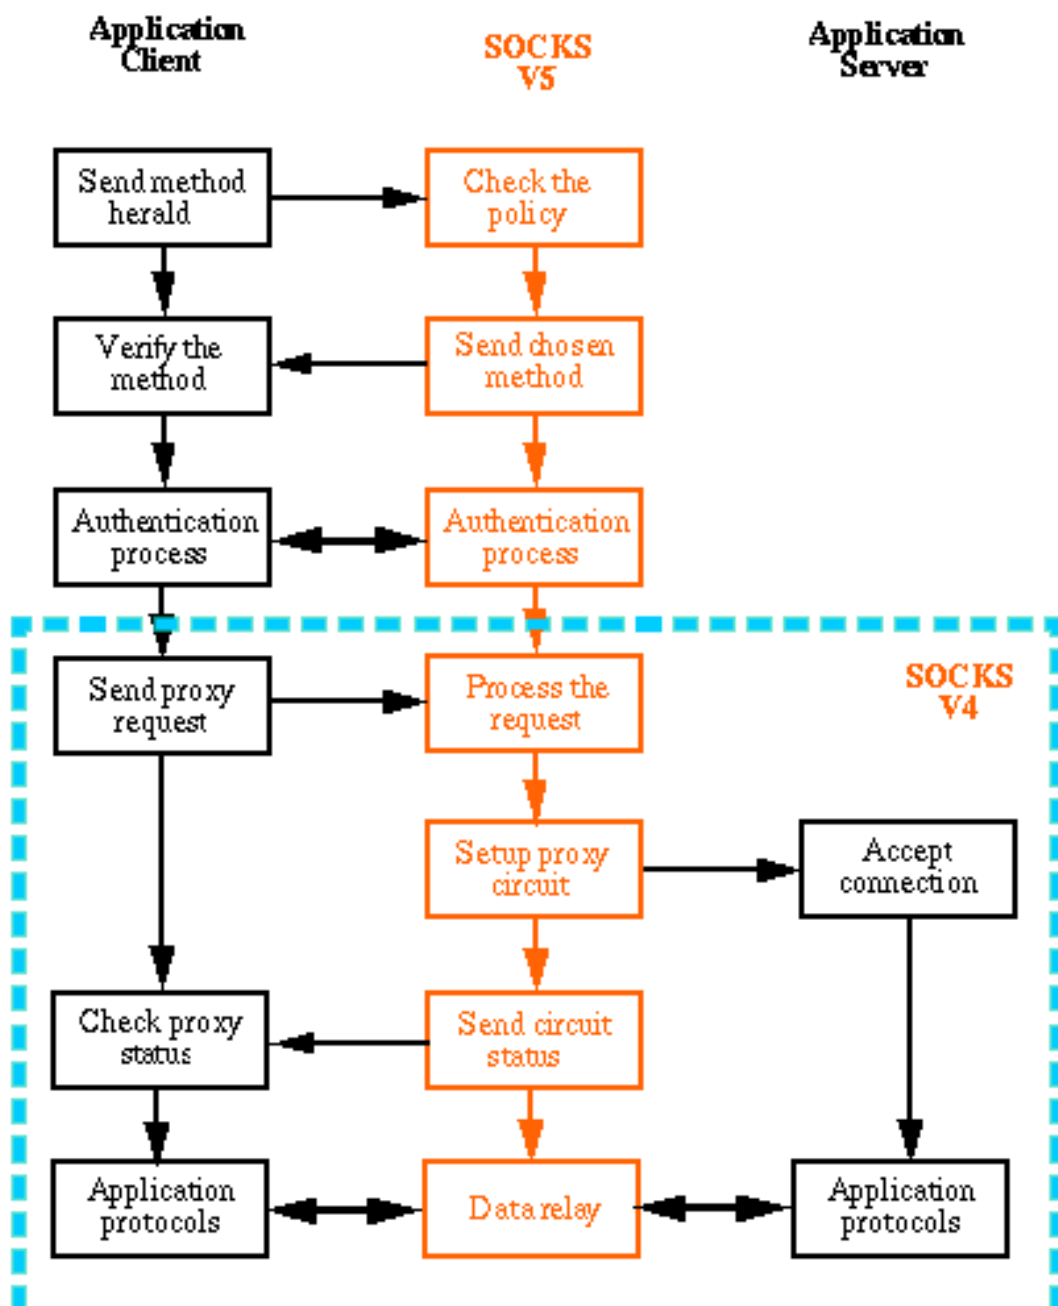 Application
Client
SOCKS
V5
Application
Server
Send method
herald
Check the
policy
Verify the
method
Send chosen
method
Authentication
process
Authentication
process
Send proxy
request
Process the
request
SOCKS
V4
Setup proxy
circuit
Accept
connection
Check proxy
status
Send circuit
status
Application
protocols
Data relay
Application
protocols